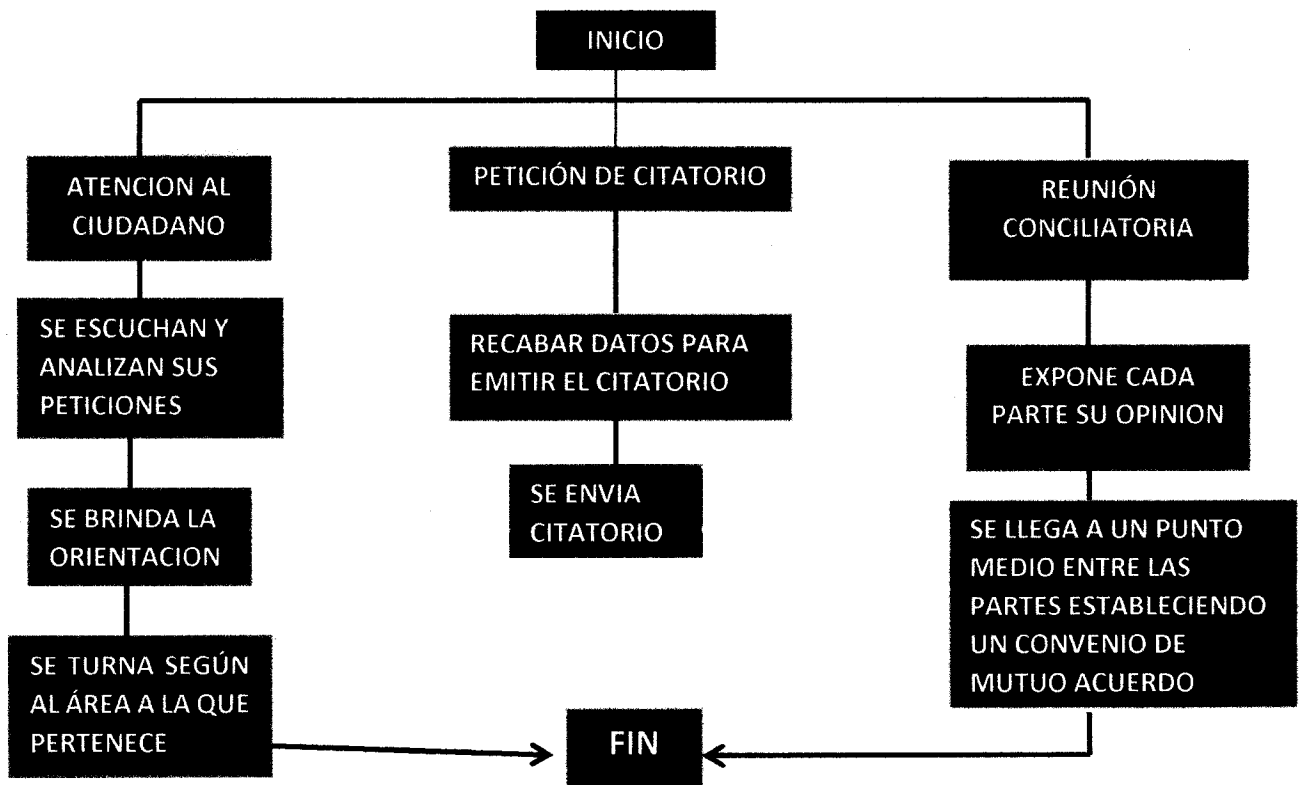 INICIO
ATENCION AL
CIUDADANO
SE ESCUCHAN Y
ANALIZAN SUS
PETICIONES
SE BRINDA LA
ORIENTACION
SE TURNA SEGÚN
AL ÁREA A LA QUE
PERTENECE
PETICIÓN DE CITATORIO
RECABAR DATOS PARA
EMITIR EL CITATORIO
SE ENVIA
CITATORIO
REUNIÓN
CONCILIATORIA
EXPONE CADA
PARTE SU OPINION
SE LLEGA A UN PUNTO
MEDIO ENTRE LAS
PARTES ESTABLECIENDO
UN CONVENIO DE
MUTUO ACUERDO
FIN